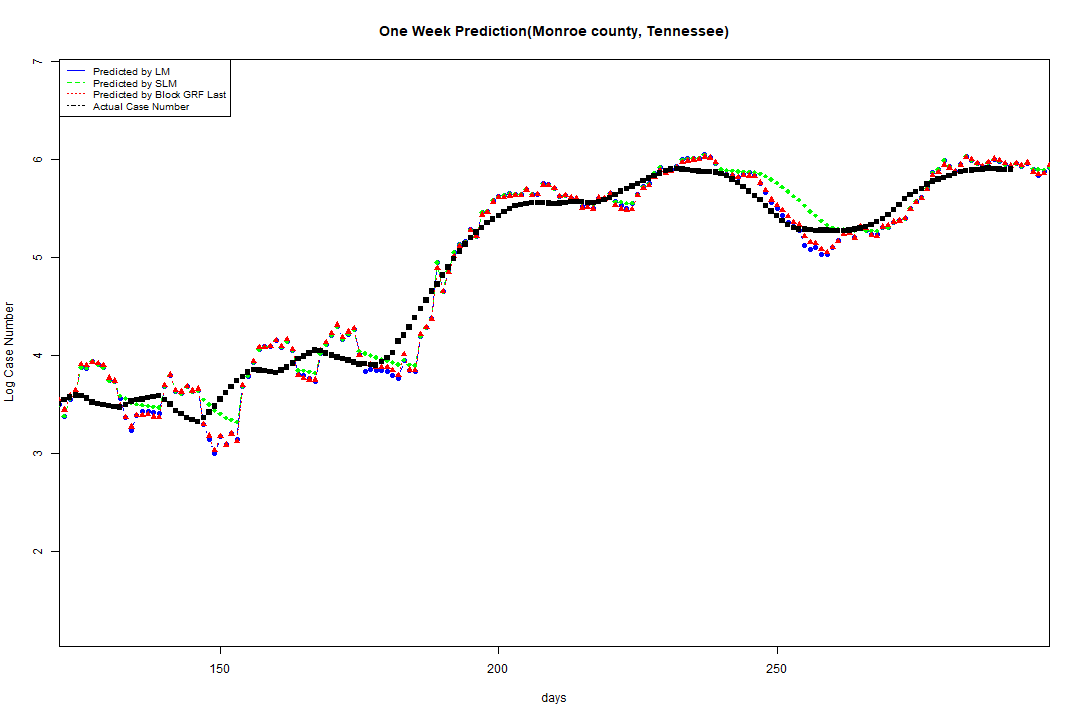 One Week Prediction(Monroe county, Tennessee)
Predicted by LM
Predicted by SLM
Predicted by Block GRF Last
Actual Case Number
7
6
5
4
3
2
Log Case Number
150
200
250
days